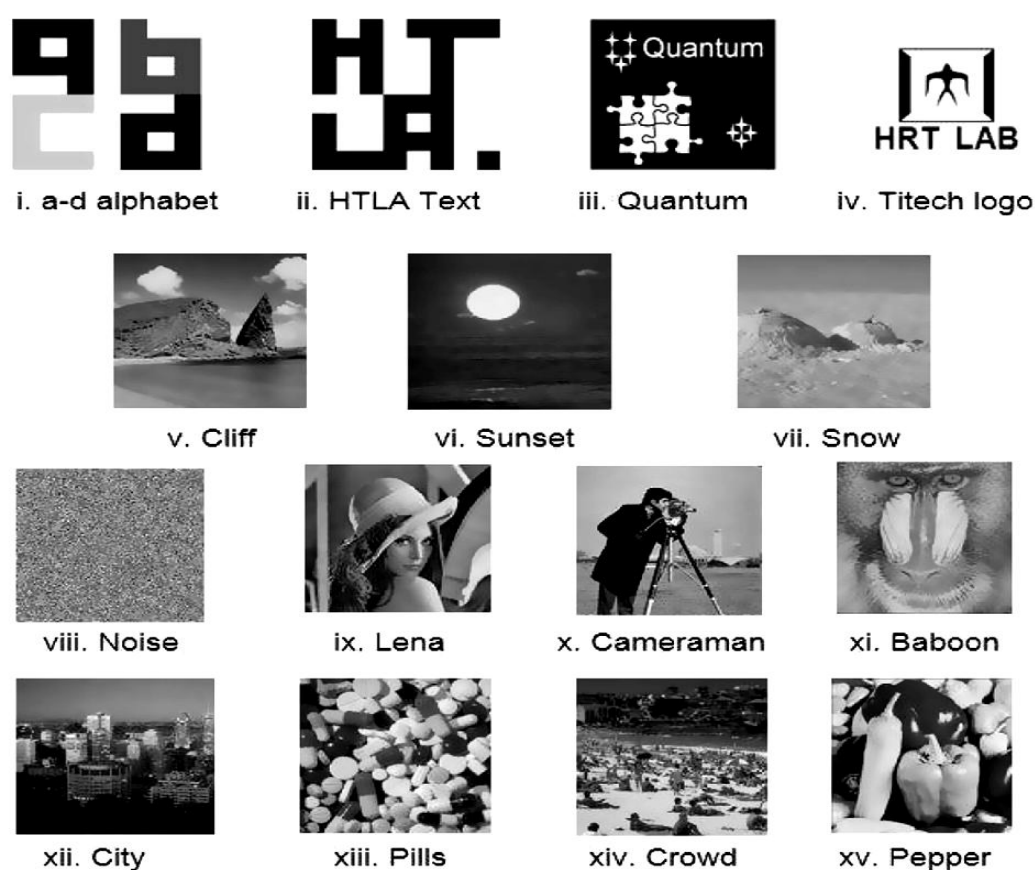 a b
c d
H T
L A .
Quantum
HRT LAB
i. a-d alphabet
ii. HTLA Text
iii. Quantum
iv. Titech logo
v. Cliff
vi. Sunset
vii. Snow
viii. Noise
ix. Lena
x. Cameraman
xi. Baboon
xii. City
xiii. Pills
xiv. Crowd
xv. Pepper